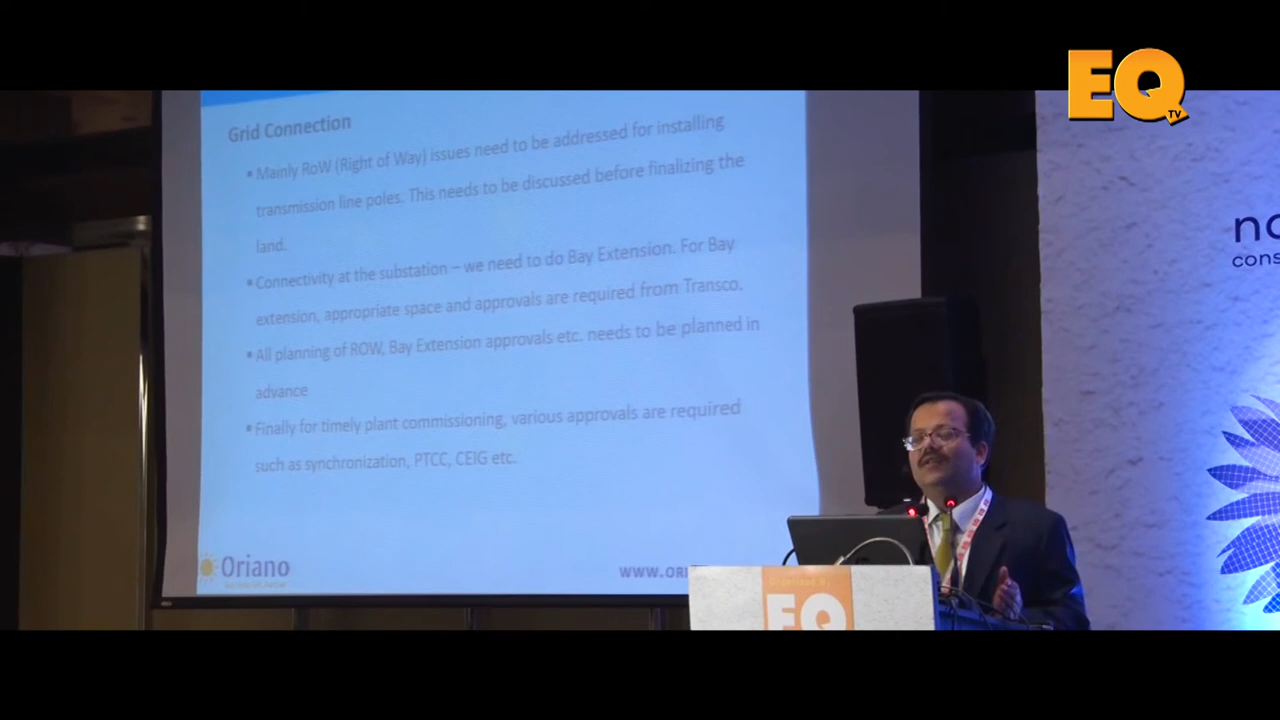 EQ
TV
Grid Connection
▪ Mainly RoW (Right of Way) issues need to be addressed for installing
transmission line poles. This needs to be discussed before finalizing the
land.
▪ Connectivity at the substation – we need to do Bay Extension. For Bay
extension, appropriate space and approvals are required from Transco.
▪ All planning of ROW, Bay Extension approvals etc. needs to be planned in
advance
▪ Finally for timely plant commissioning, various approvals are required
such as synchronization, PTCC, CEIG etc.
Oriano
WWW.ORI
Organised By
EQ